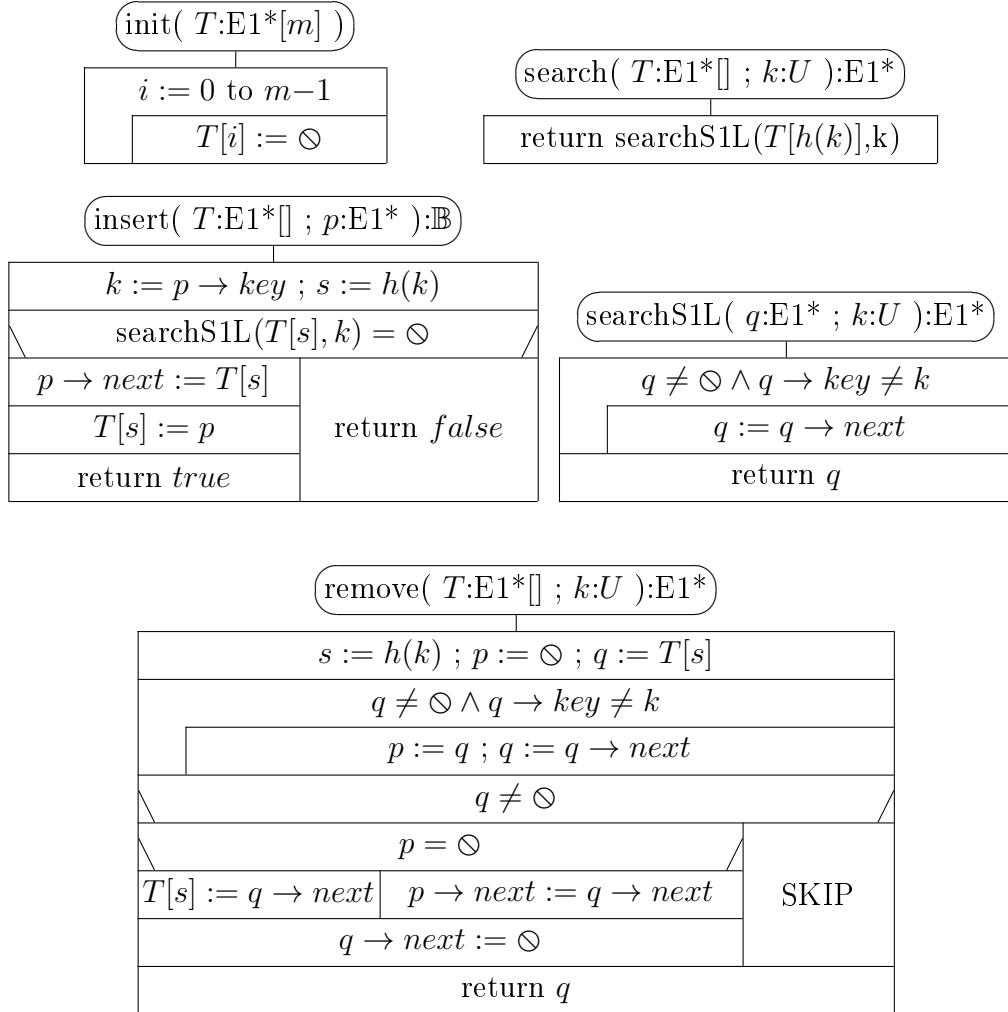 init( T:E1*[m] )
i := 0 to m−1
T[i] := ⦸
search( T:E1*[] ; k:U ):E1*
return searchS1L(T[h(k)],k)
insert( T:E1*[] ; p:E1* ):𝔹
k := p → key ; s := h(k)
searchS1L(T[s], k) = ⦸
p → next := T[s]
T[s] := p
return true
return false
searchS1L( q:E1* ; k:U ):E1*
q ≠ ⦸ ∧ q → key ≠ k
q := q → next
return q
remove( T:E1*[] ; k:U ):E1*
s := h(k) ; p := ⦸ ; q := T[s]
q ≠ ⦸ ∧ q → key ≠ k
p := q ; q := q → next
q ≠ ⦸
p = ⦸
T[s] := q → next
p → next := q → next
SKIP
q → next := ⦸
return q